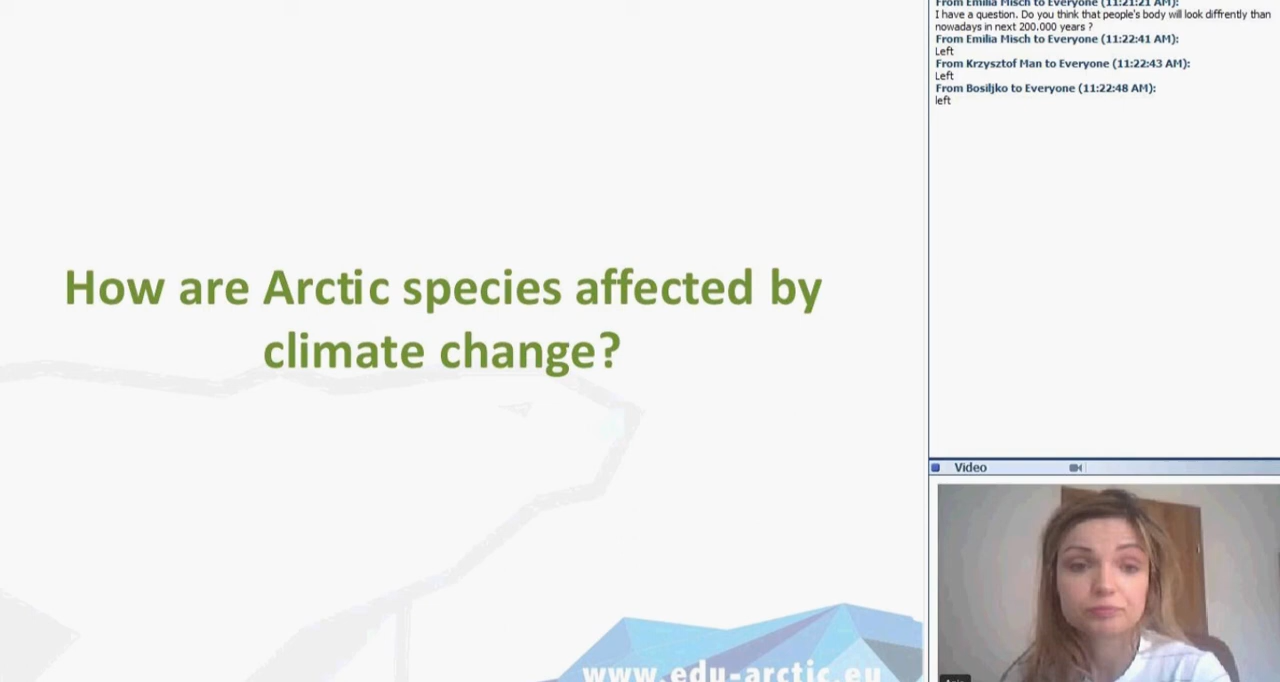 How are Arctic species affected by
climate change?
www.edu-arctic.eu
From Emilia Misch to Everyone (11:21:21 AM):
I have a question. Do you think that people's body will look diffrently than
nowadays in next 200.000 years ?
From Emilia Misch to Everyone (11:22:41 AM):
Left
From Krzysztof Man to Everyone (11:22:43 AM):
Left
From Bosiljko to Everyone (11:22:48 AM):
left
Video